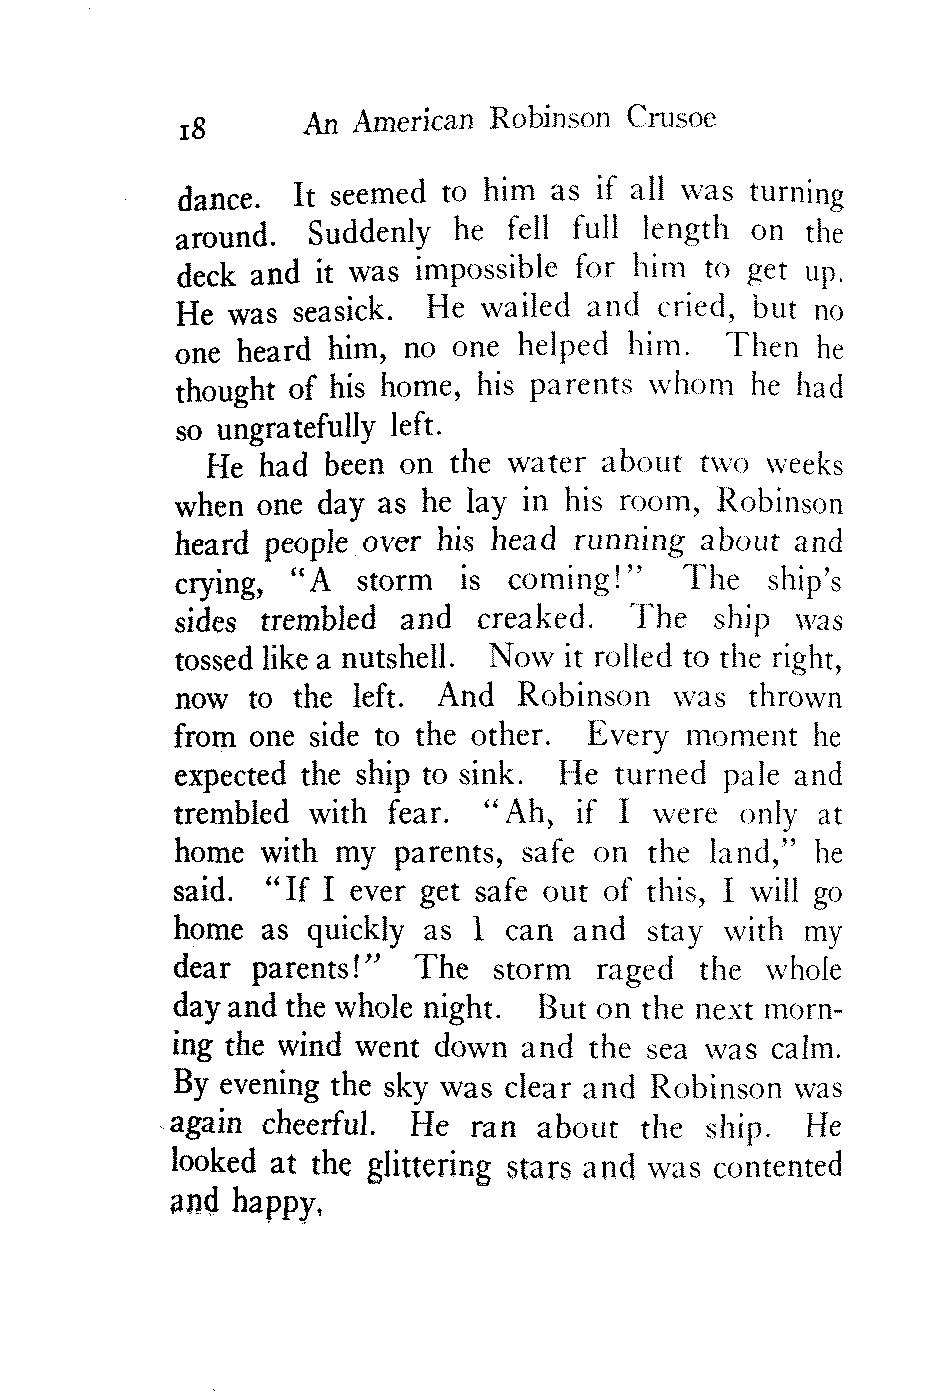 18 An American Robinson Crusoe
dance. It seemed to him as if all was turning
around. Suddenly he fell full length on the
deck and it was impossible for him to get up.
He was seasick. He wailed and cried, but no
one heard him, no one helped him. Then he
thought of his home, his parents whom he had
so ungratefully left.
He had been on the water about two weeks
when one day as he lay in his room, Robinson
heard people over his head running about and
crying, “A storm is coming!” The ship’s
sides trembled and creaked. The ship was
tossed like a nutshell. Now it rolled to the right,
now to the left. And Robinson was thrown
from one side to the other. Every moment he
expected the ship to sink. He turned pale and
trembled with fear. “Ah, if I were only at
home with my parents, safe on the land,” he
said. “If I ever get safe out of this, I will go
home as quickly as I can and stay with my
dear parents!” The storm raged the whole
day and the whole night. But on the next morn-
ing the wind went down and the sea was calm.
By evening the sky was clear and Robinson was
again cheerful. He ran about the ship. He
looked at the glittering stars and was contented
and happy.